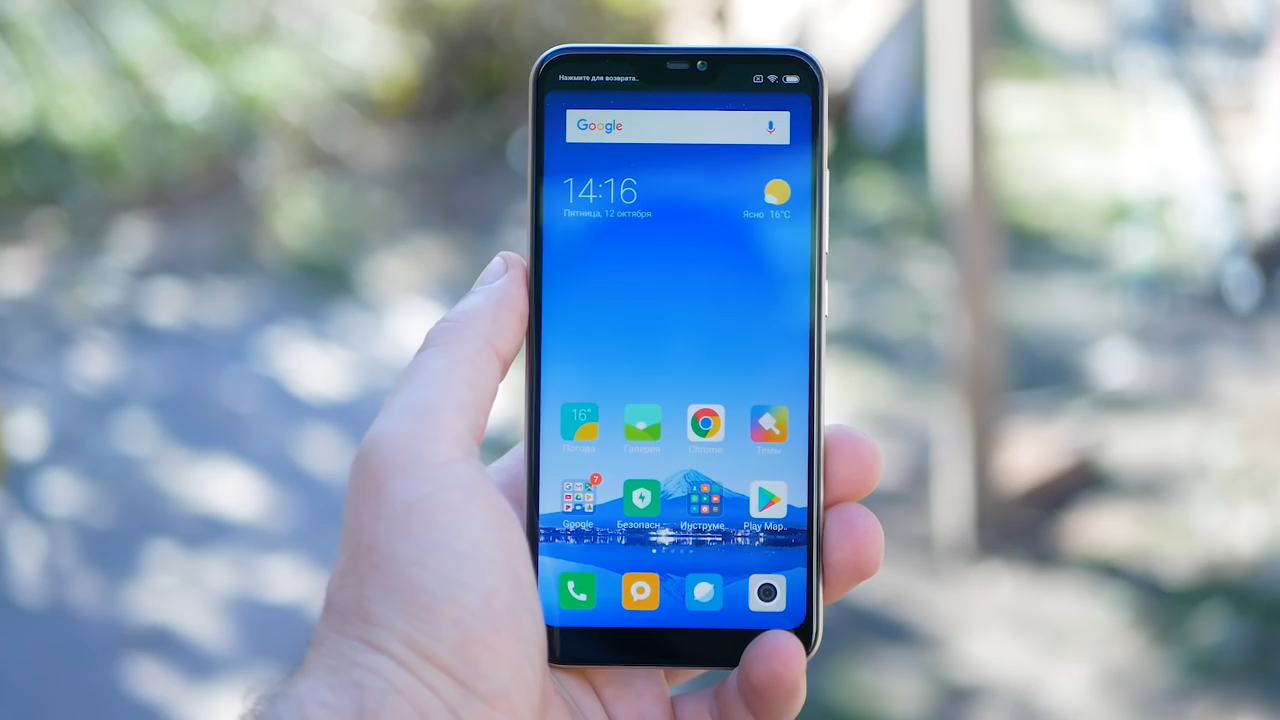 Нажмите для возврата..
Google
14:16
Пятница, 12 октября
Ясно 16°C
16°
Погода Галерея Chrome Темы
7
Google Безопасн.. Инструме.. Play Мар..